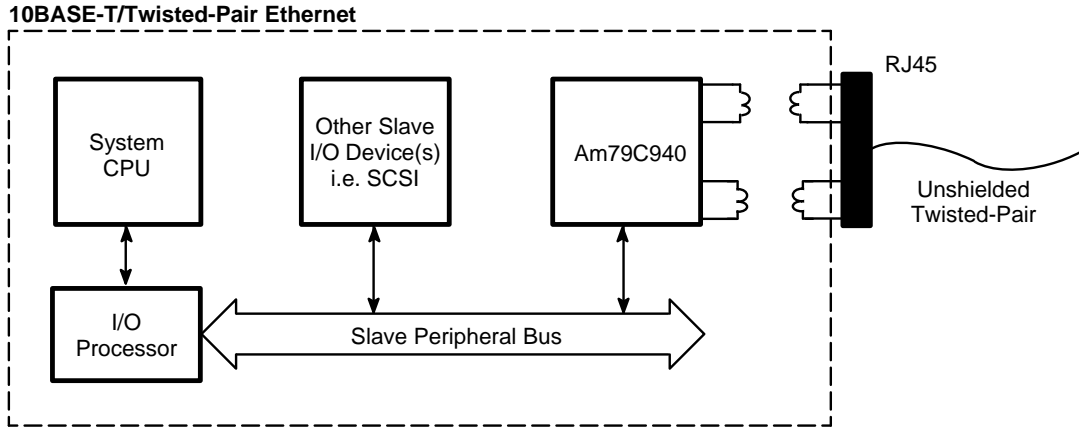 10BASE-T/Twisted-Pair Ethernet
System
CPU
Other Slave
I/O Device(s)
i.e. SCSI
Am79C940
RJ45
Unshielded
Twisted-Pair
I/O
Processor
Slave Peripheral Bus